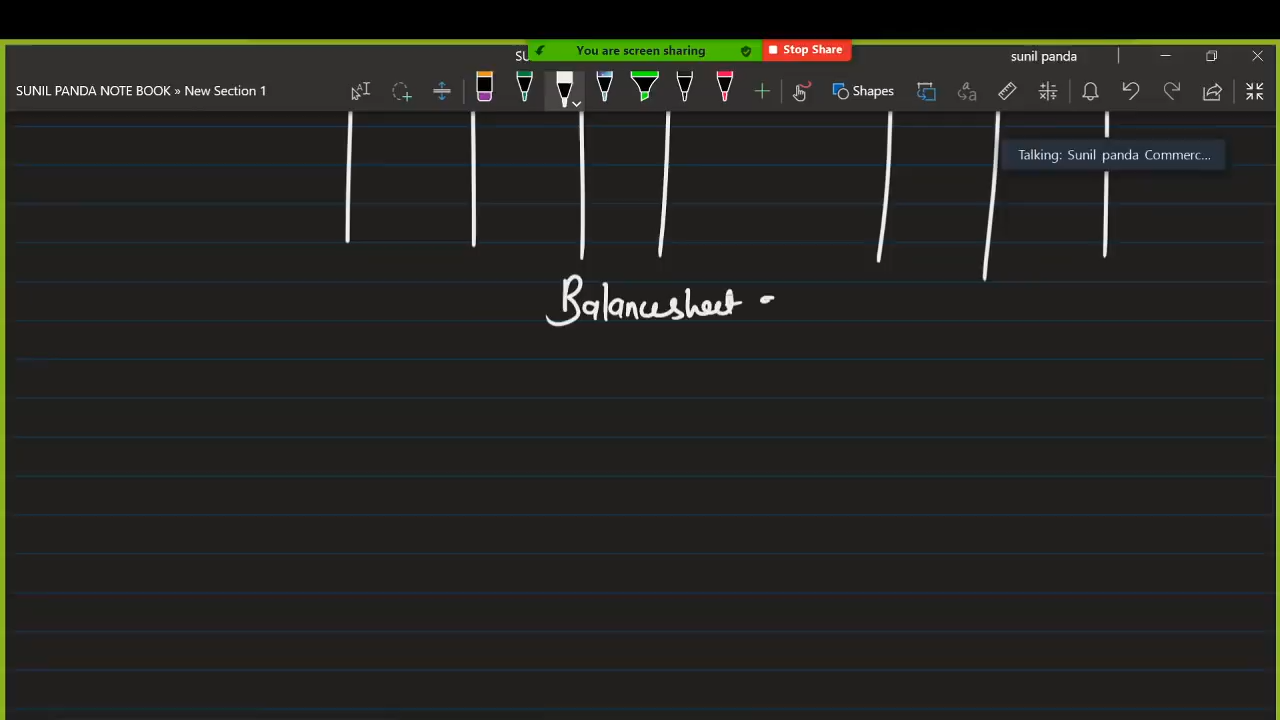 You are screen sharing
Stop Share
SU
sunil panda
SUNIL PANDA NOTE BOOK » New Section 1
Shapes
Talking: Sunil panda Commerc...
Balancesheet -